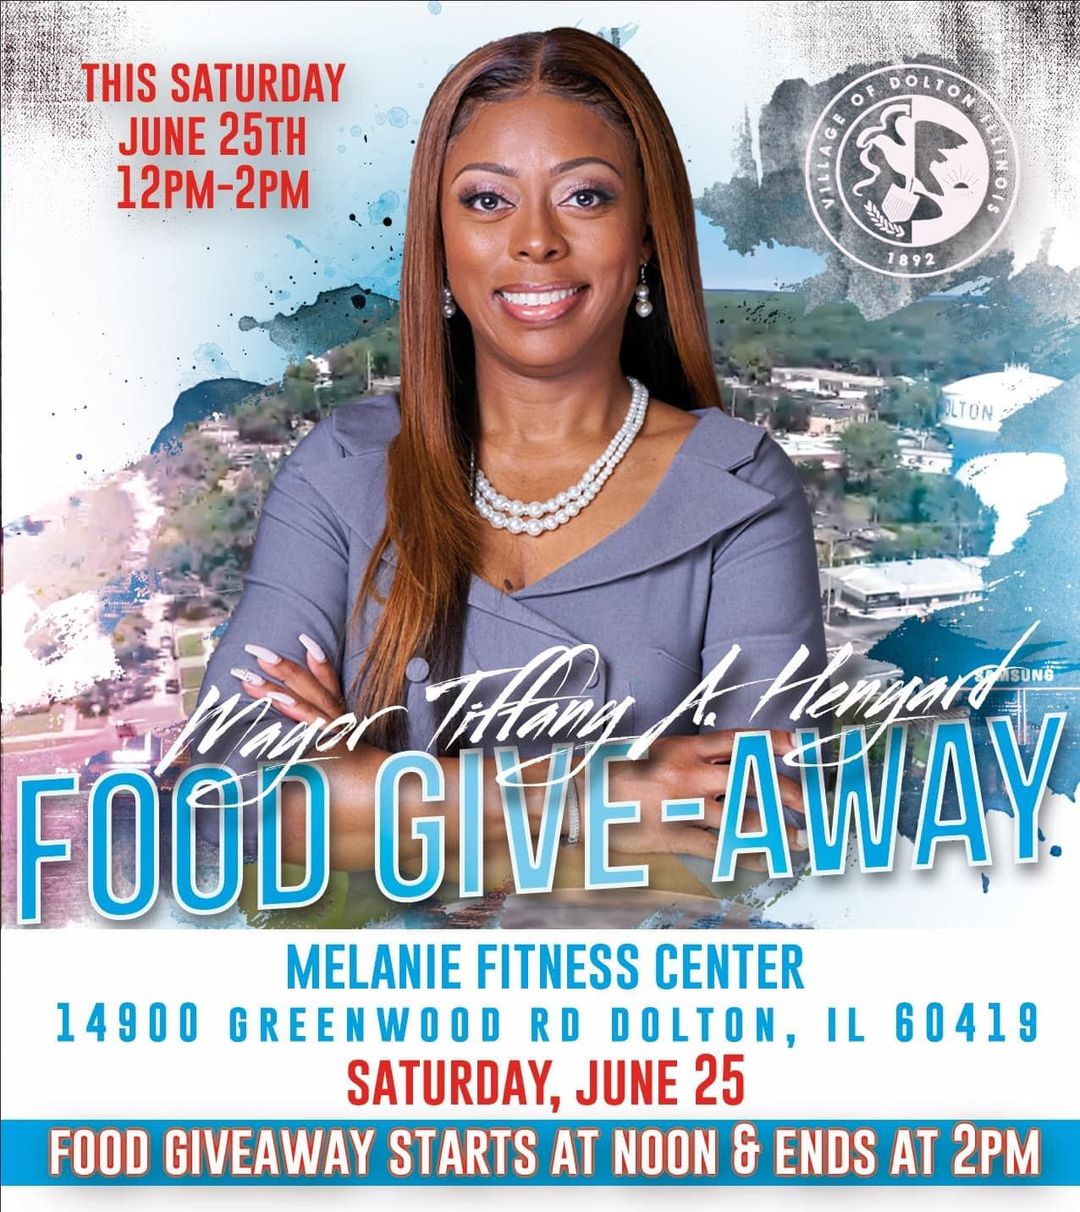 THIS SATURDAY
JUNE 25TH
12PM-2PM
VILLAGE OF DOLTON ILLINOIS
1892
OLTON
SAMSUNG
Mayor Tiffany A. Henyard
FOOD GIVE-AWAY
MELANIE FITNESS CENTER
14900 GREENWOOD RD DOLTON, IL 60419
SATURDAY, JUNE 25
FOOD GIVEAWAY STARTS AT NOON & ENDS AT 2PM